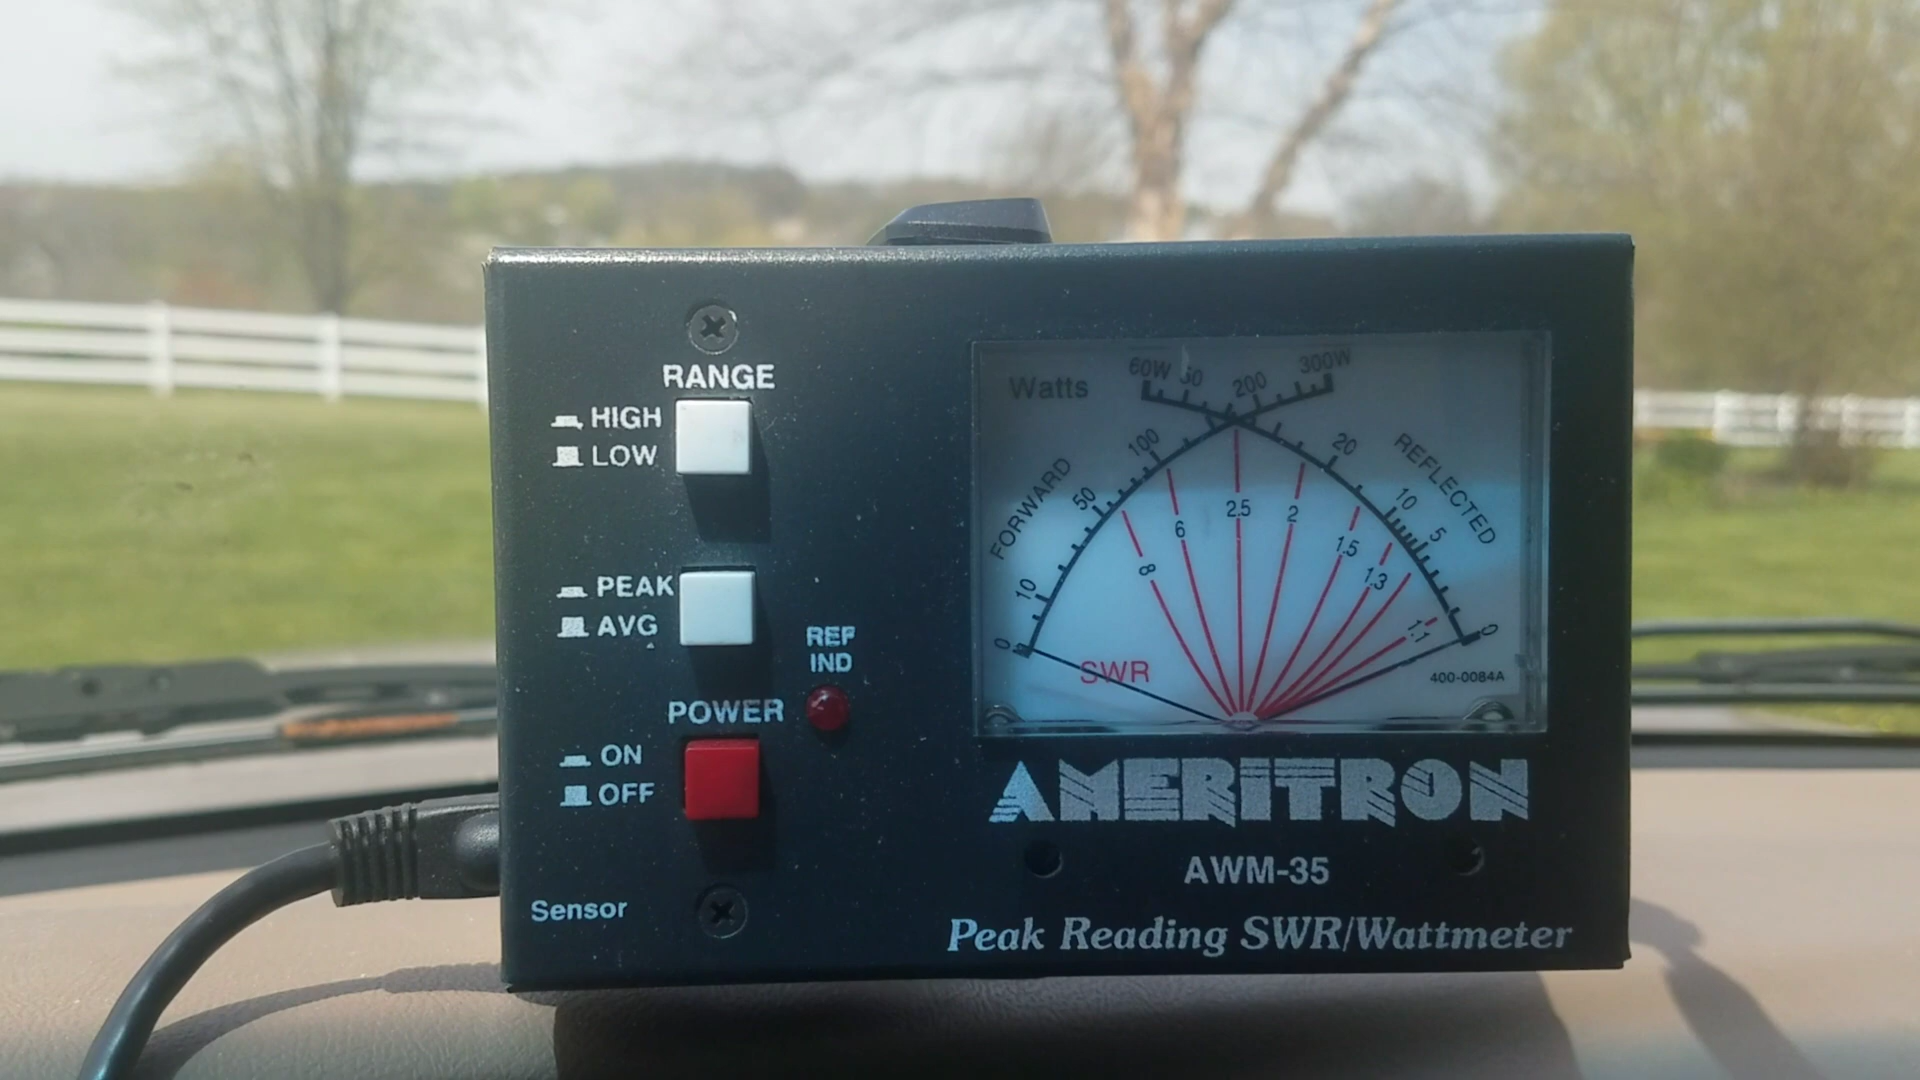 RANGE
HIGH
LOW
PEAK
AVG
REF
IND
POWER
ON
OFF
Sensor
Watts
60W 50 200 300W
FORWARD
0 10 50 100
REFLECTED
20 10 5 0
8 6 2.5 2 1.5 1.3 1.1
SWR
400-0084A
AMERITRON
AWM-35
Peak Reading SWR/Wattmeter